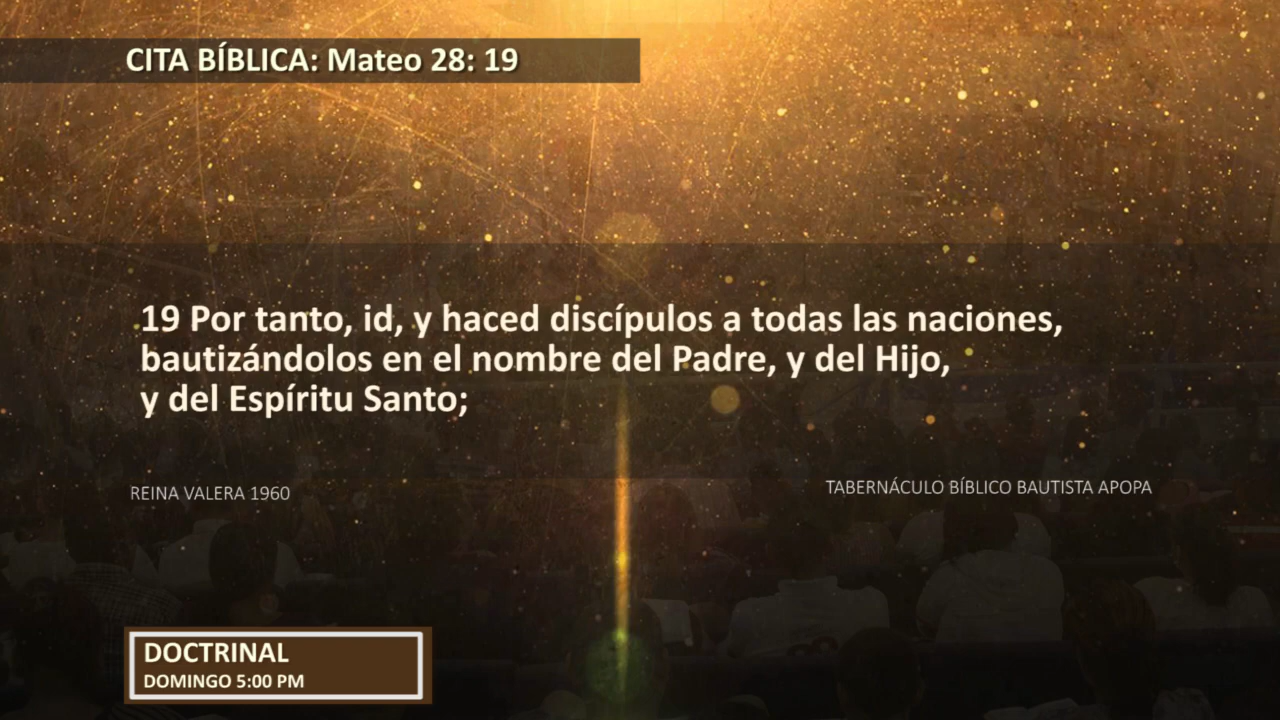 CITA BÍBLICA: Mateo 28: 19
19 Por tanto, id, y haced discípulos a todas las naciones,
bautizándolos en el nombre del Padre, y del Hijo,
y del Espíritu Santo;
REINA VALERA 1960
TABERNÁCULO BÍBLICO BAUTISTA APOPA
DOCTRINAL
DOMINGO 5:00 PM